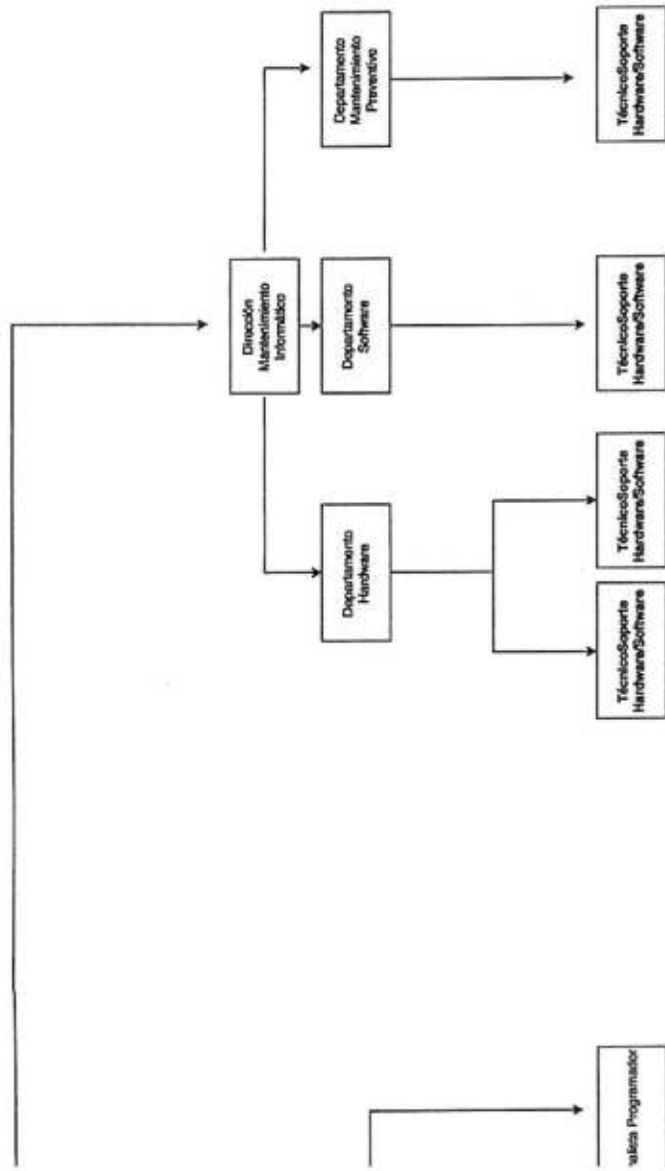 Dirección
Mantenimiento
Informático
Departamento
Hardware
Departamento
Software
Departamento
Mantenimiento
Preventivo
alista Programador
TécnicoSoporte
Hardware/Software
TécnicoSoporte
Hardware/Software
TécnicoSoporte
Hardware/Software
TécnicoSoporte
Hardware/Software